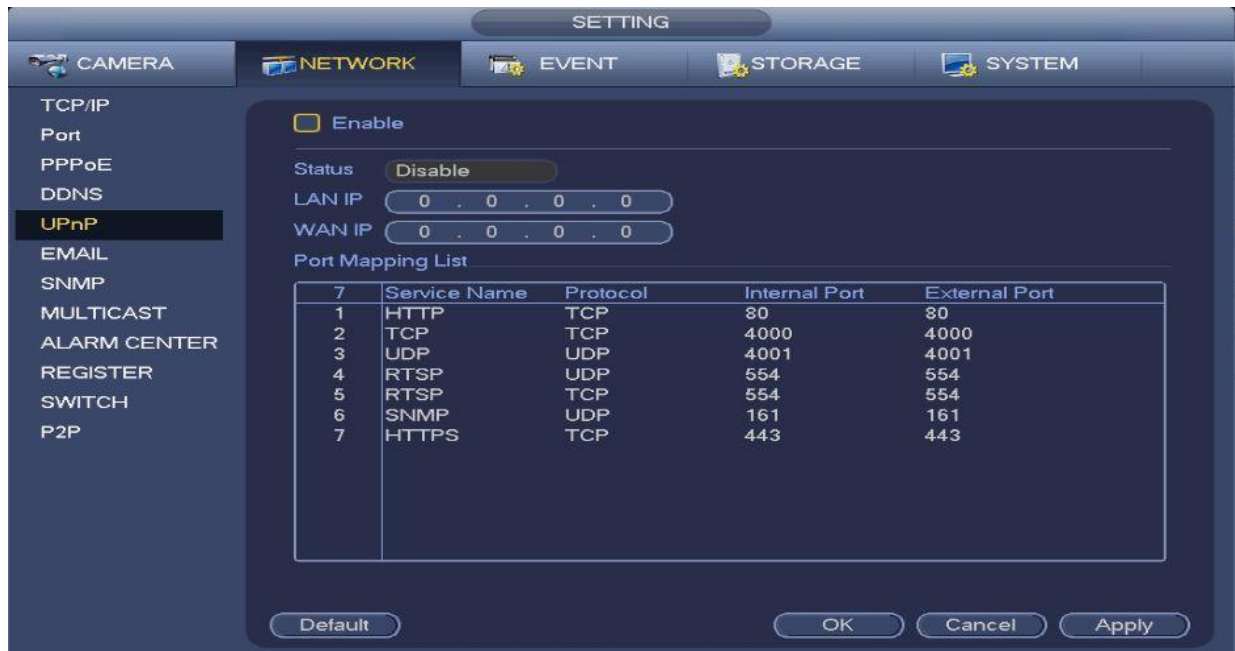 SETTING
CAMERA NETWORK EVENT STORAGE SYSTEM
TCP/IP
Port
PPPoE
DDNS
UPnP
EMAIL
SNMP
MULTICAST
ALARM CENTER
REGISTER
SWITCH
P2P
Enable
Status Disable
LAN IP 0 . 0 . 0 . 0
WAN IP 0 . 0 . 0 . 0
Port Mapping List
7 Service Name Protocol Internal Port External Port
1 HTTP TCP 80 80
2 TCP TCP 4000 4000
3 UDP UDP 4001 4001
4 RTSP UDP 554 554
5 RTSP TCP 554 554
6 SNMP UDP 161 161
7 HTTPS TCP 443 443
Default OK Cancel Apply